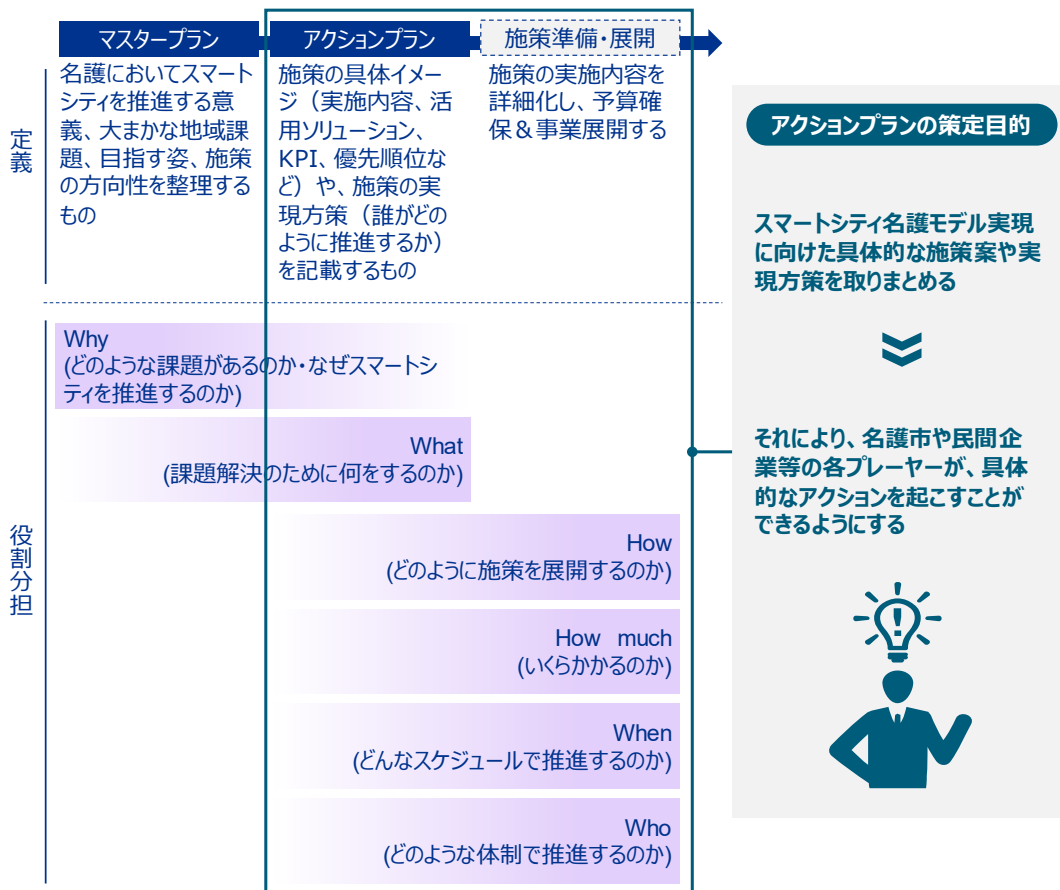 マスタープラン
アクションプラン
施策準備・展開
定義
名護においてスマート
シティを推進する意
義、大まかな地域課
題、目指す姿、施策
の方向性を整理する
もの
施策の具体イメー
ジ（実施内容、活
用ソリューション、
KPI、優先順位な
ど）や、施策の実
現方策（誰がどの
ように推進するか）
を記載するもの
施策の実施内容を
詳細化し、予算確
保＆事業展開する
役割分担
Why
(どのような課題があるのか・なぜスマートシ
ティを推進するのか)
What
(課題解決のために何をするのか)
How
(どのように施策を展開するのか)
How much
(いくらかかるのか)
When
(どんなスケジュールで推進するのか)
Who
(どのような体制で推進するのか)
アクションプランの策定目的
スマートシティ名護モデル実現
に向けた具体的な施策案や実
現方策を取りまとめる
それにより、名護市や民間企
業等の各プレーヤーが、具体
的なアクションを起こすことが
できるようにする